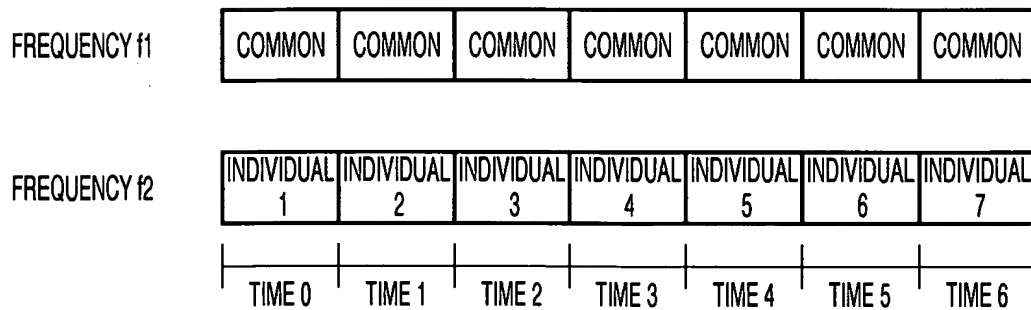 FREQUENCY f1 COMMON COMMON COMMON COMMON COMMON COMMON COMMON
FREQUENCY f2 INDIVIDUAL 1 INDIVIDUAL 2 INDIVIDUAL 3 INDIVIDUAL 4 INDIVIDUAL 5 INDIVIDUAL 6 INDIVIDUAL 7
TIME 0 TIME 1 TIME 2 TIME 3 TIME 4 TIME 5 TIME 6